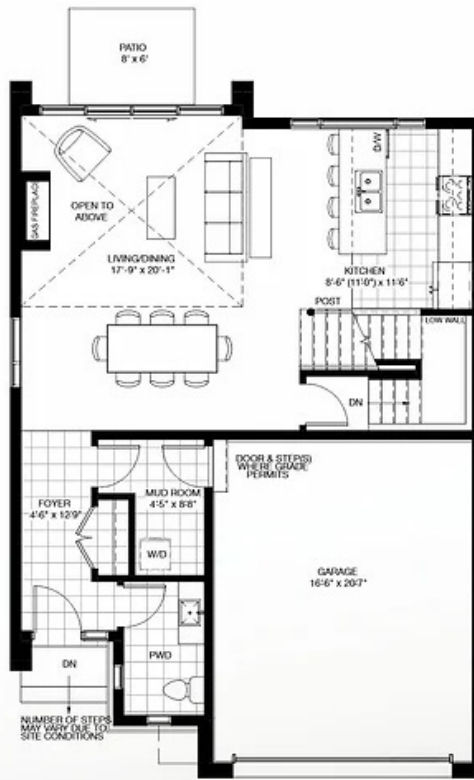 PATIO
8' x 6'
GAS FIREPLACE
OPEN TO
ABOVE
LIVING/DINING
17'-9" x 20'-1"
D/W
KITCHEN
8'-6" (11'0") x 11'6"
POST
LOW WALL
DN
DOOR & STEP(S)
WHERE GRADE
PERMITS
MUD ROOM
4'-5" x 8'8"
FOYER
4'6" x 12'9"
W/D
GARAGE
16'6" x 20'7"
PWD
DN
NUMBER OF STEPS
MAY VARY DUE TO
SITE CONDITIONS